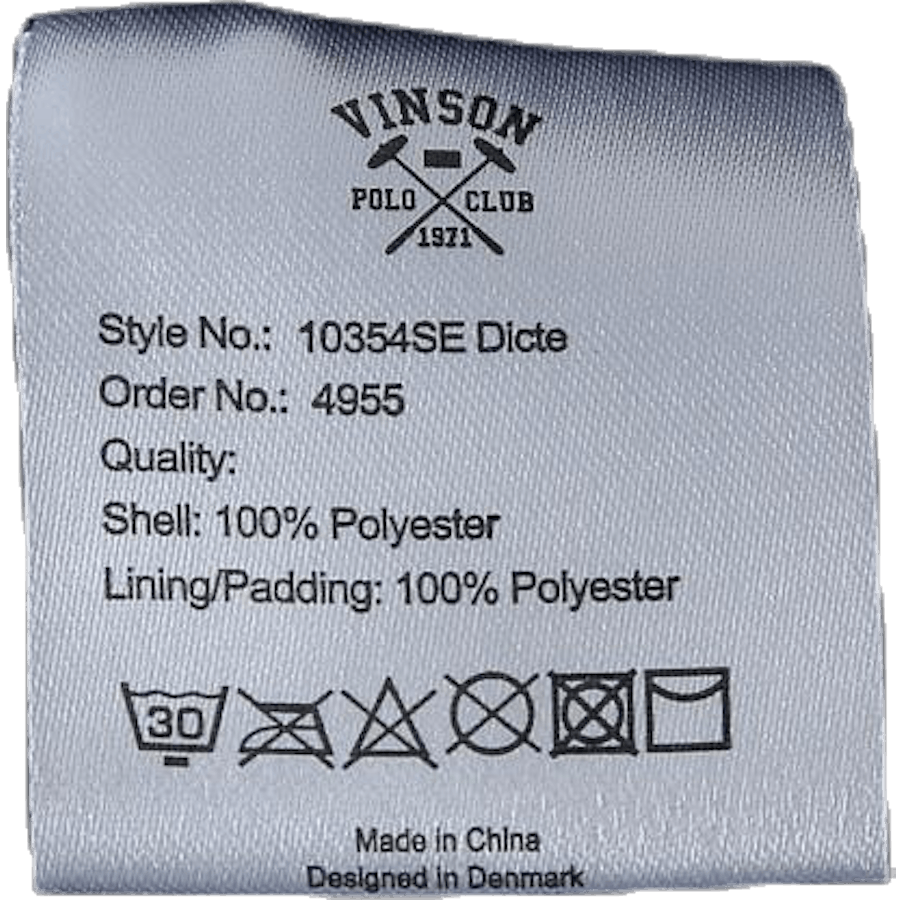 VINSON
POLO CLUB
1971
Style No.: 10354SE Dicte
Order No.: 4955
Quality:
Shell: 100% Polyester
Lining/Padding: 100% Polyester
30
Made in China
Designed in Denmark